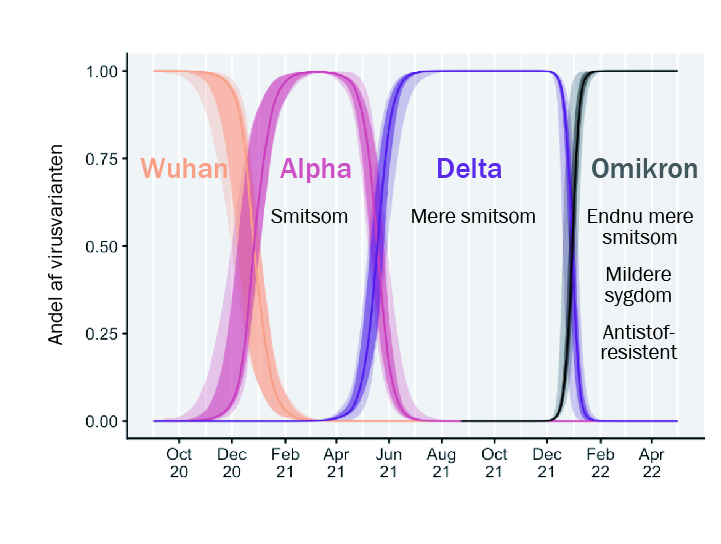 Andel af virusvarianten
1.00
0.75
0.50
0.25
0.00
Wuhan
Alpha
Smitsom
Delta
Mere smitsom
Omikron
Endnu mere
smitsom
Mildere
sygdom
Antistof-
resistent
Oct Dec Feb Apr Jun Aug Oct Dec Feb Apr
20 20 21 21 21 21 21 21 22 22